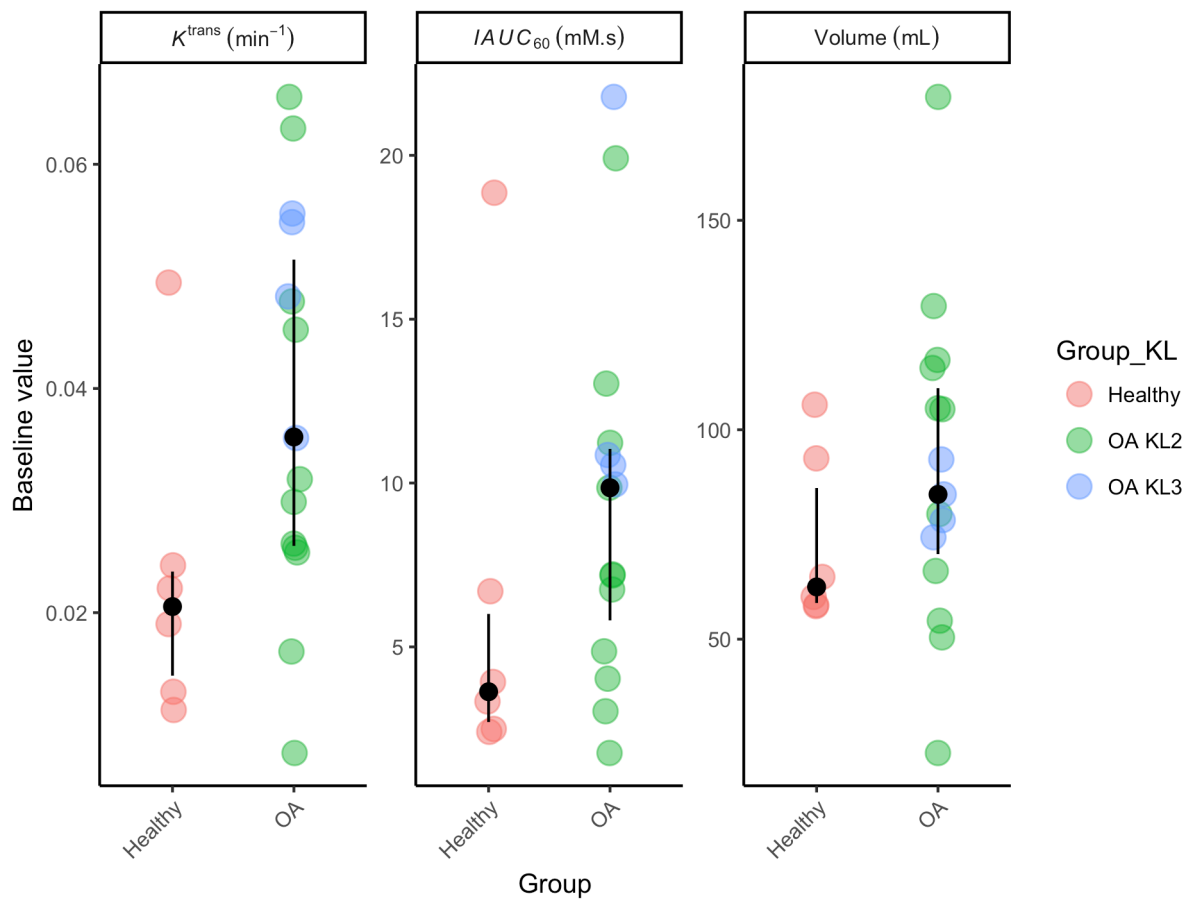 Kᵗʳᵃⁿˢ (min⁻¹)
IAUC₆₀ (mM.s)
Volume (mL)
Baseline value
0.06
0.04
0.02
20
15
10
5
150
100
50
Healthy
OA
Healthy
OA
Healthy
OA
Group
Group_KL
Healthy
OA KL2
OA KL3